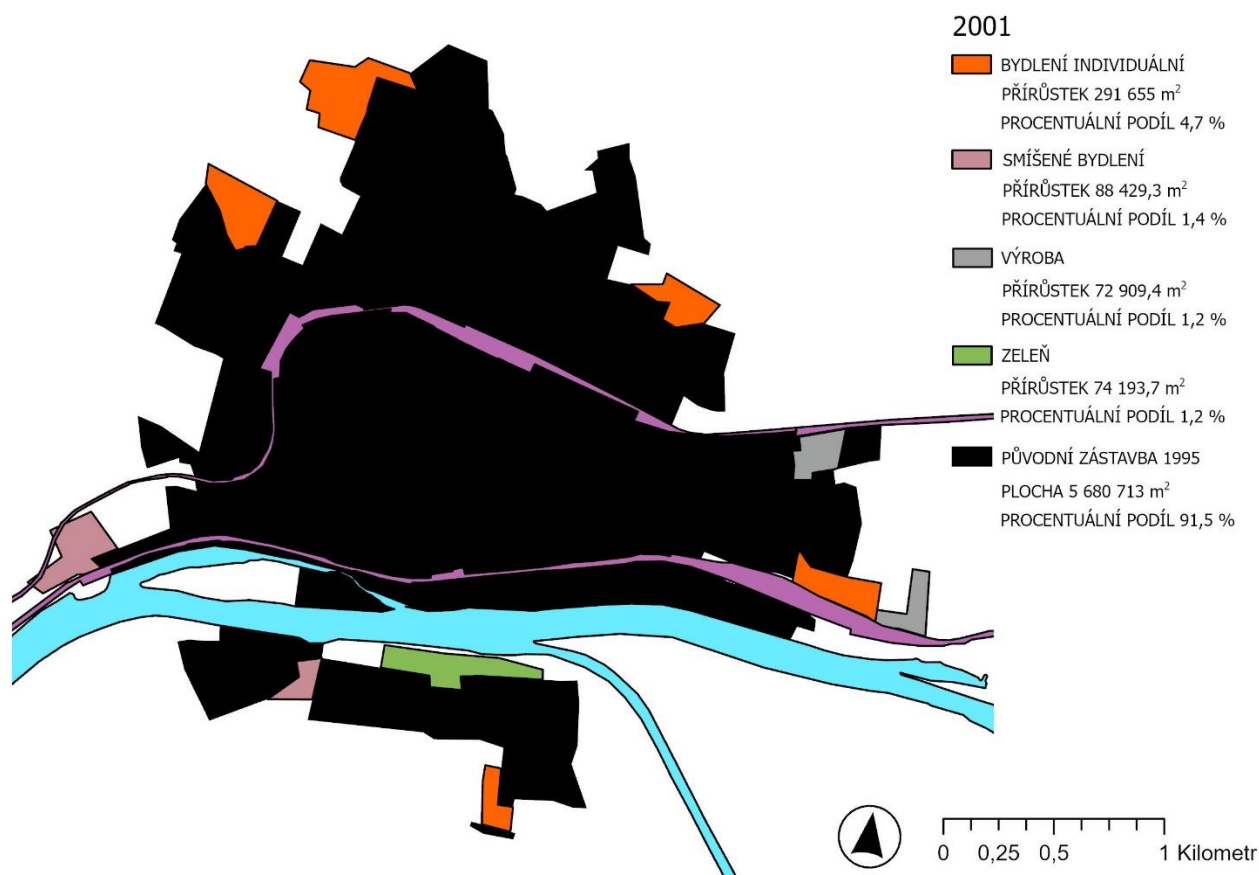 2001
BYDLENÍ INDIVIDUÁLNÍ
PŘÍRŮSTEK 291 655 m²
PROCENTUÁLNÍ PODÍL 4,7 %
SMÍŠENÉ BYDLENÍ
PŘÍRŮSTEK 88 429,3 m²
PROCENTUÁLNÍ PODÍL 1,4 %
VÝROBA
PŘÍRŮSTEK 72 909,4 m²
PROCENTUÁLNÍ PODÍL 1,2 %
ZELEŇ
PŘÍRŮSTEK 74 193,7 m²
PROCENTUÁLNÍ PODÍL 1,2 %
PŮVODNÍ ZÁSTAVBA 1995
PLOCHA 5 680 713 m²
PROCENTUÁLNÍ PODÍL 91,5 %
0 0,25 0,5 1 Kilometr